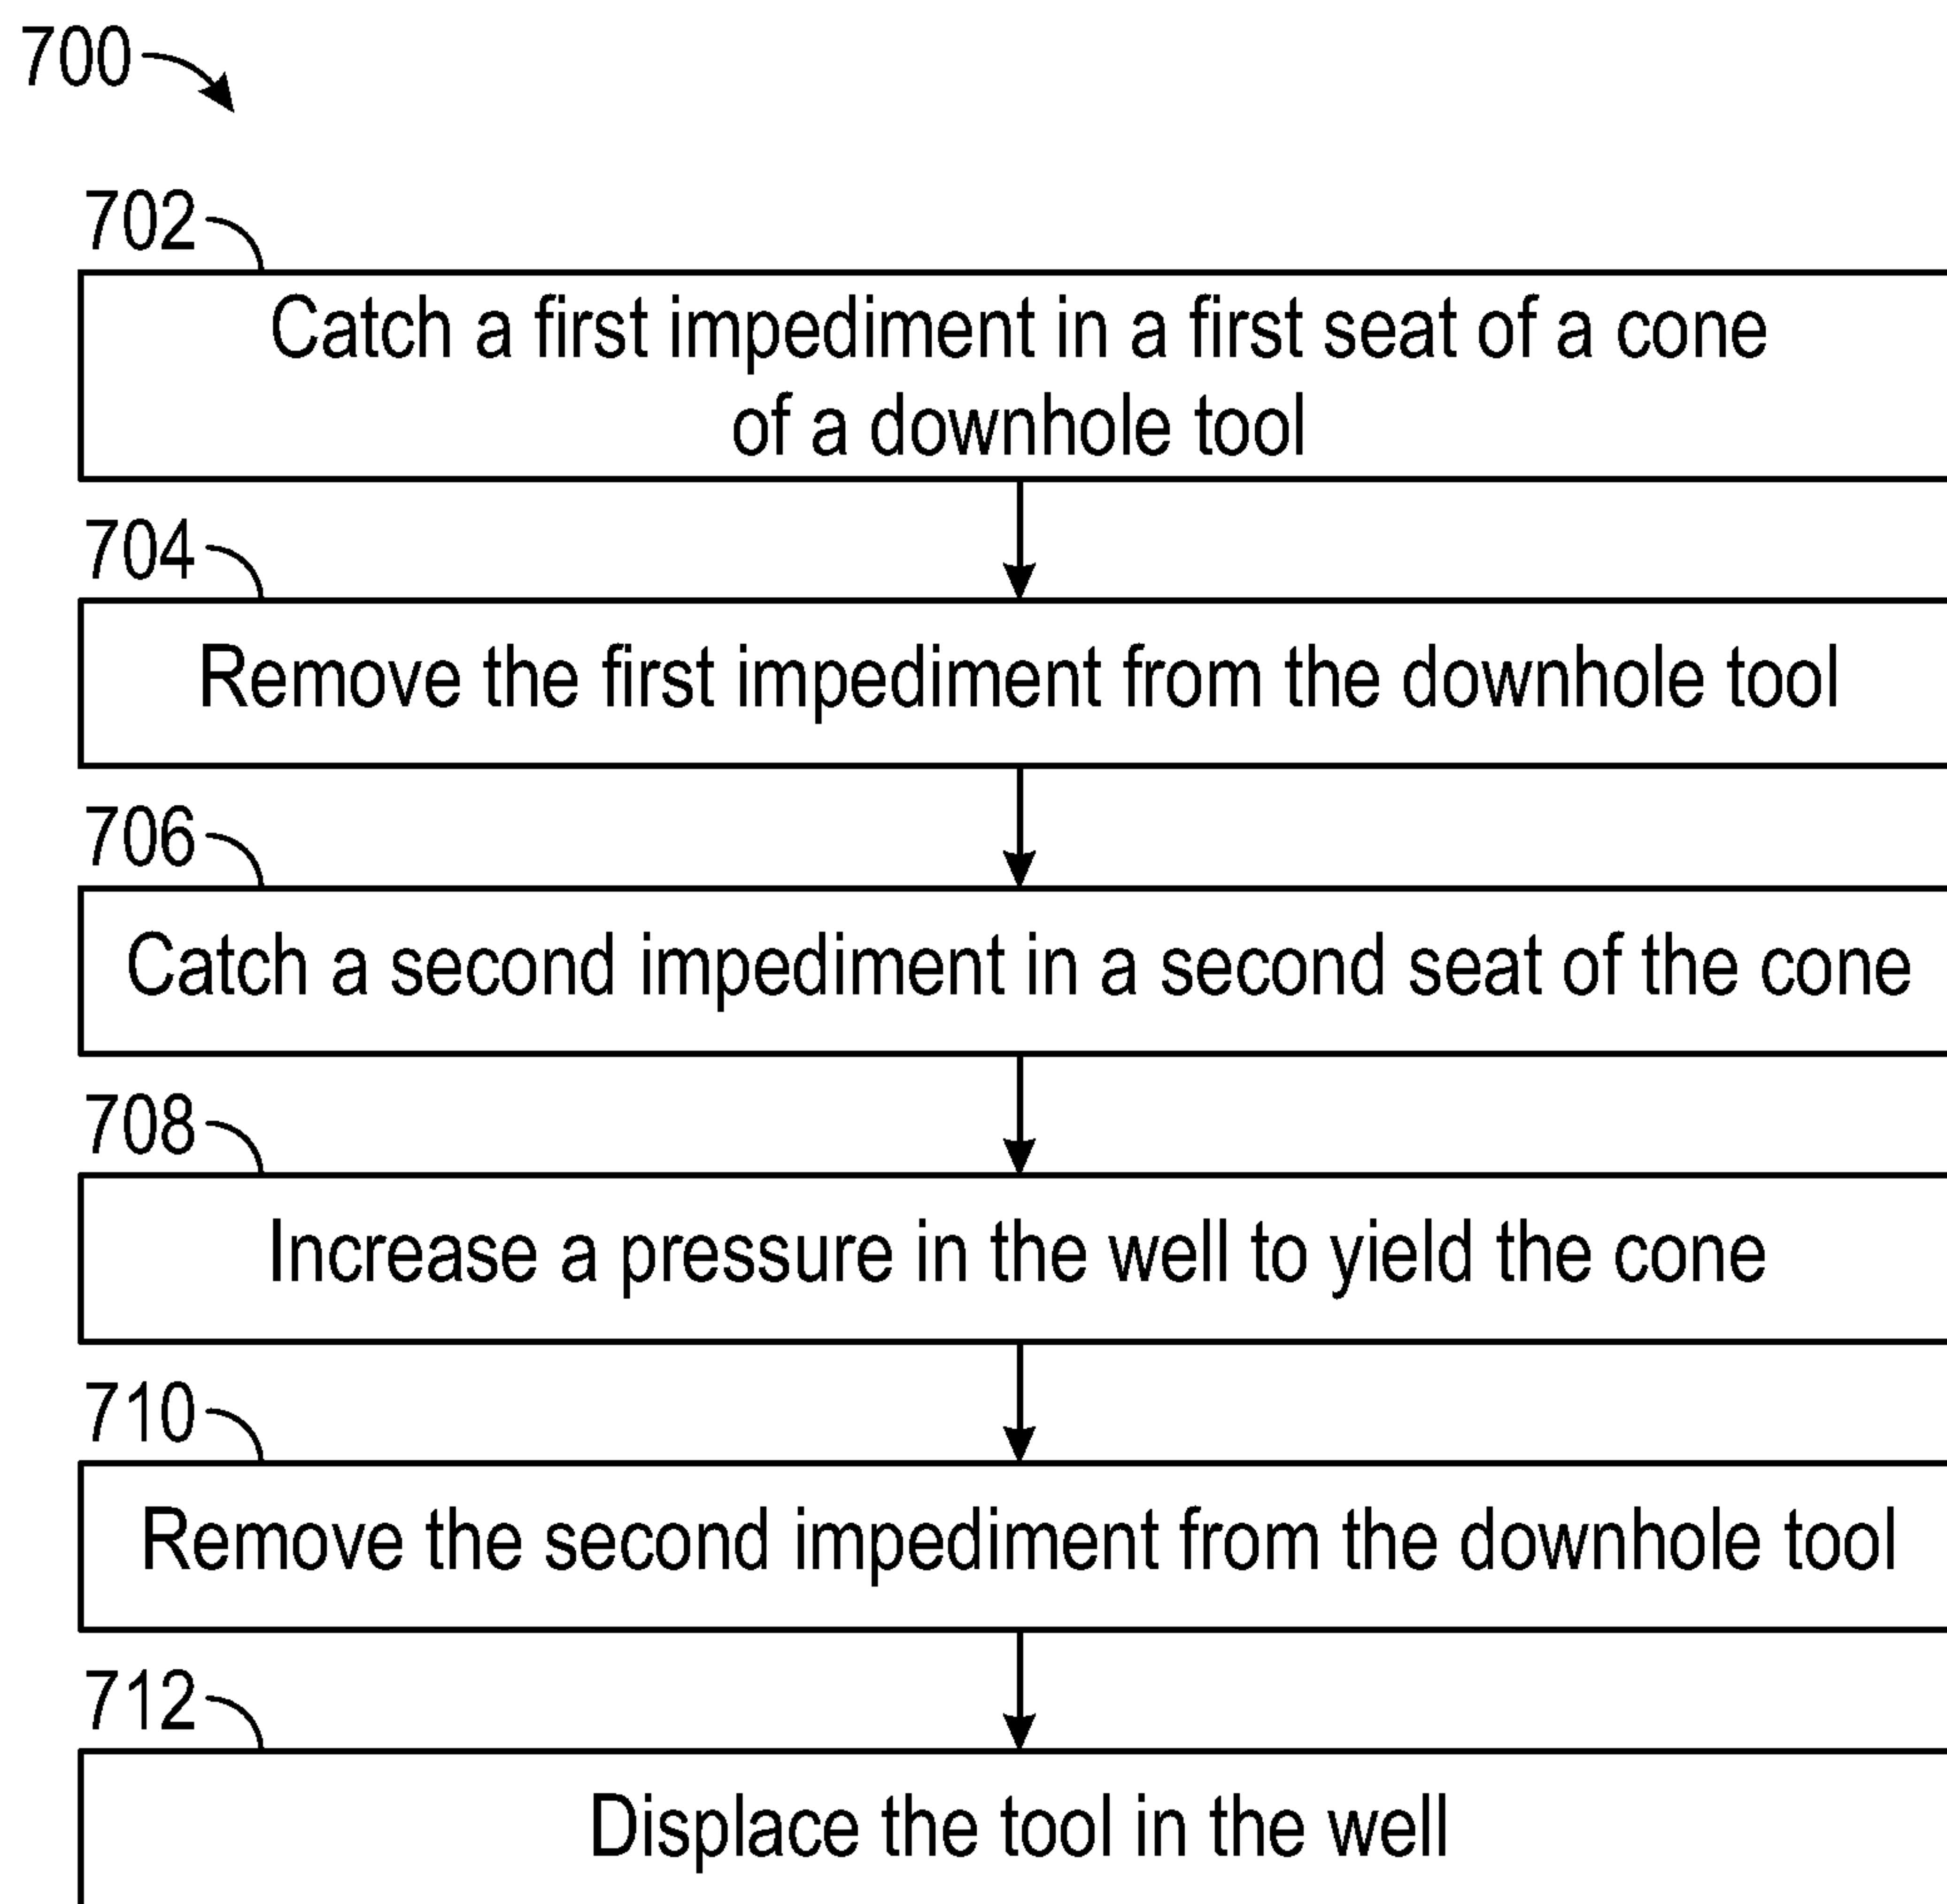 700
702
Catch a first impediment in a first seat of a cone
of a downhole tool
704
Remove the first impediment from the downhole tool
706
Catch a second impediment in a second seat of the cone
708
Increase a pressure in the well to yield the cone
710
Remove the second impediment from the downhole tool
712
Displace the tool in the well